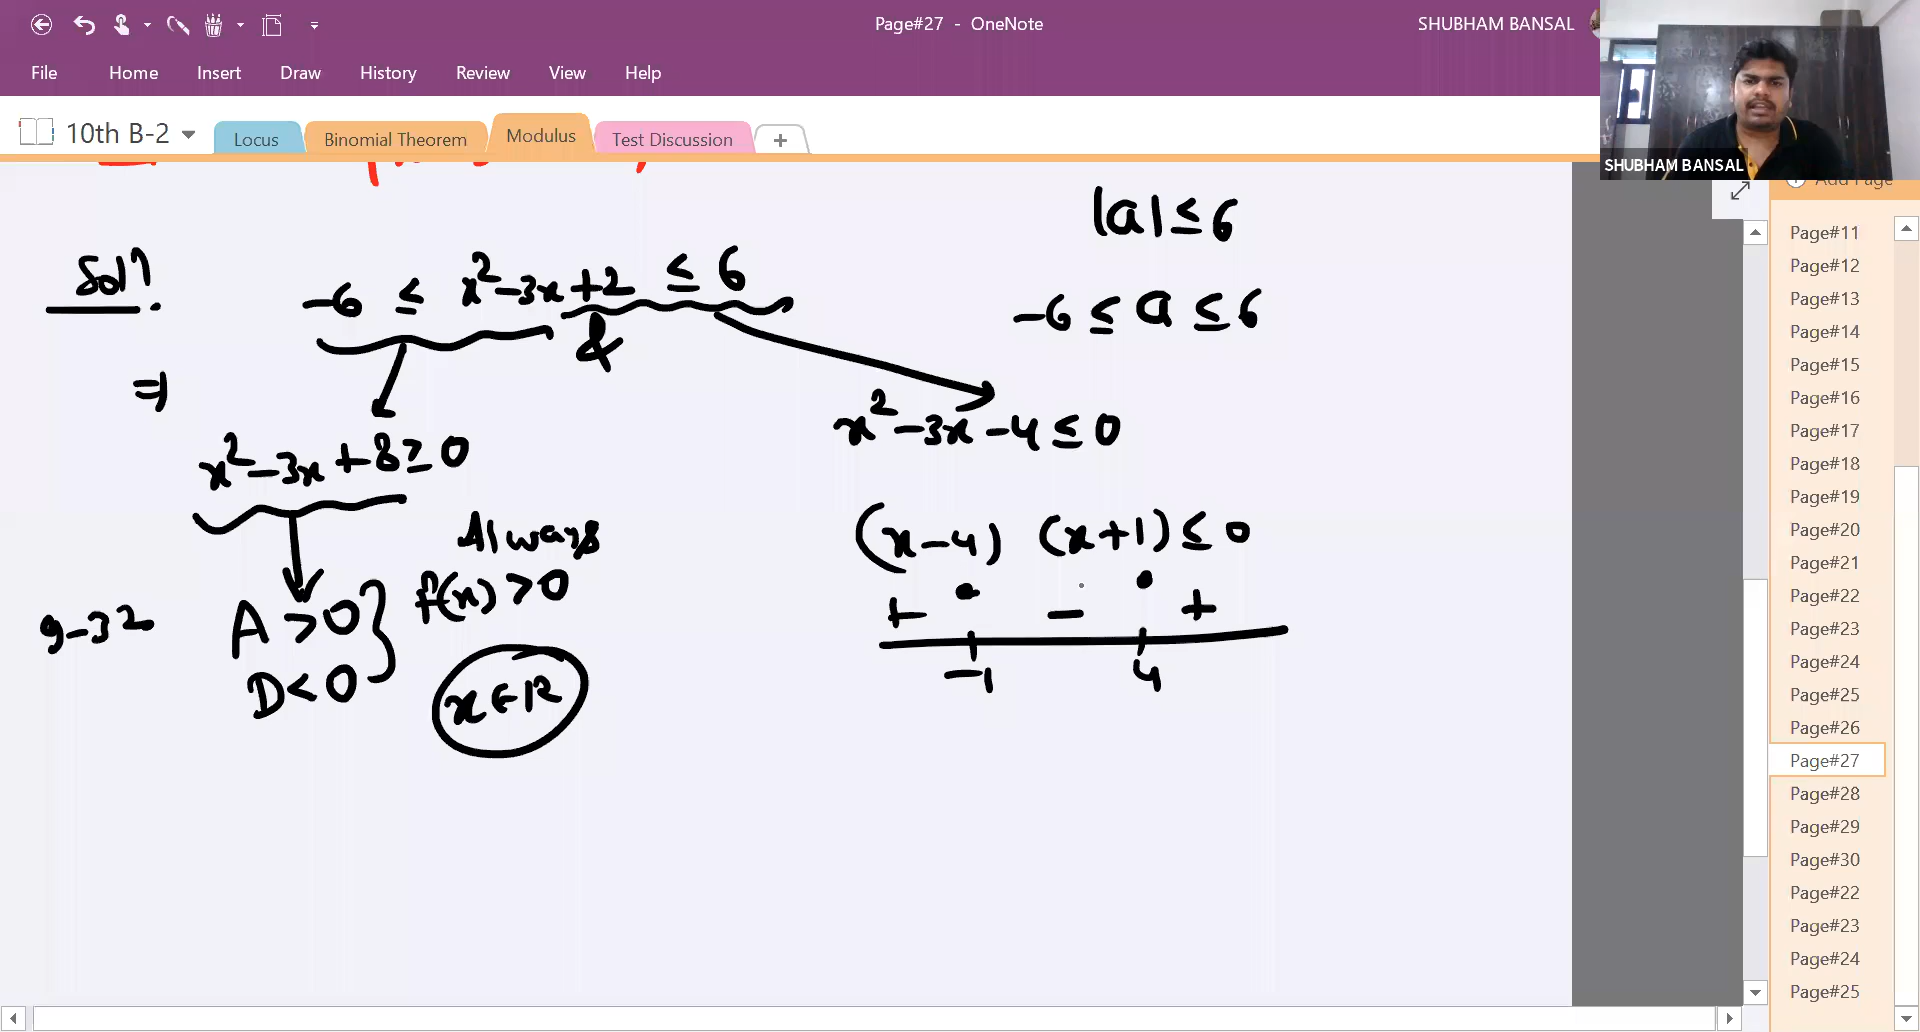 Page#27 - OneNote
SHUBHAM BANSAL
File Home Insert Draw History Review View Help
10th B-2
Locus
Binomial Theorem
Modulus
Test Discussion
+
SHUBHAM BANSAL
Add Page
Page#11
Page#12
Page#13
Page#14
Page#15
Page#16
Page#17
Page#18
Page#19
Page#20
Page#21
Page#22
Page#23
Page#24
Page#25
Page#26
Page#27
Page#28
Page#29
Page#30
Page#22
Page#23
Page#24
Page#25
|a| ≤ 6
-6 ≤ a ≤ 6
Solⁿ.
-6 ≤ x²-3x+2 ≤ 6
&
⇒
x²-3x+8 ≥ 0
x²-3x-4 ≤ 0
Always
f(x) > 0
(x-4) (x+1) ≤ 0
+ - +
-1 4
9-32
A > 0
D < 0
x ∈ R